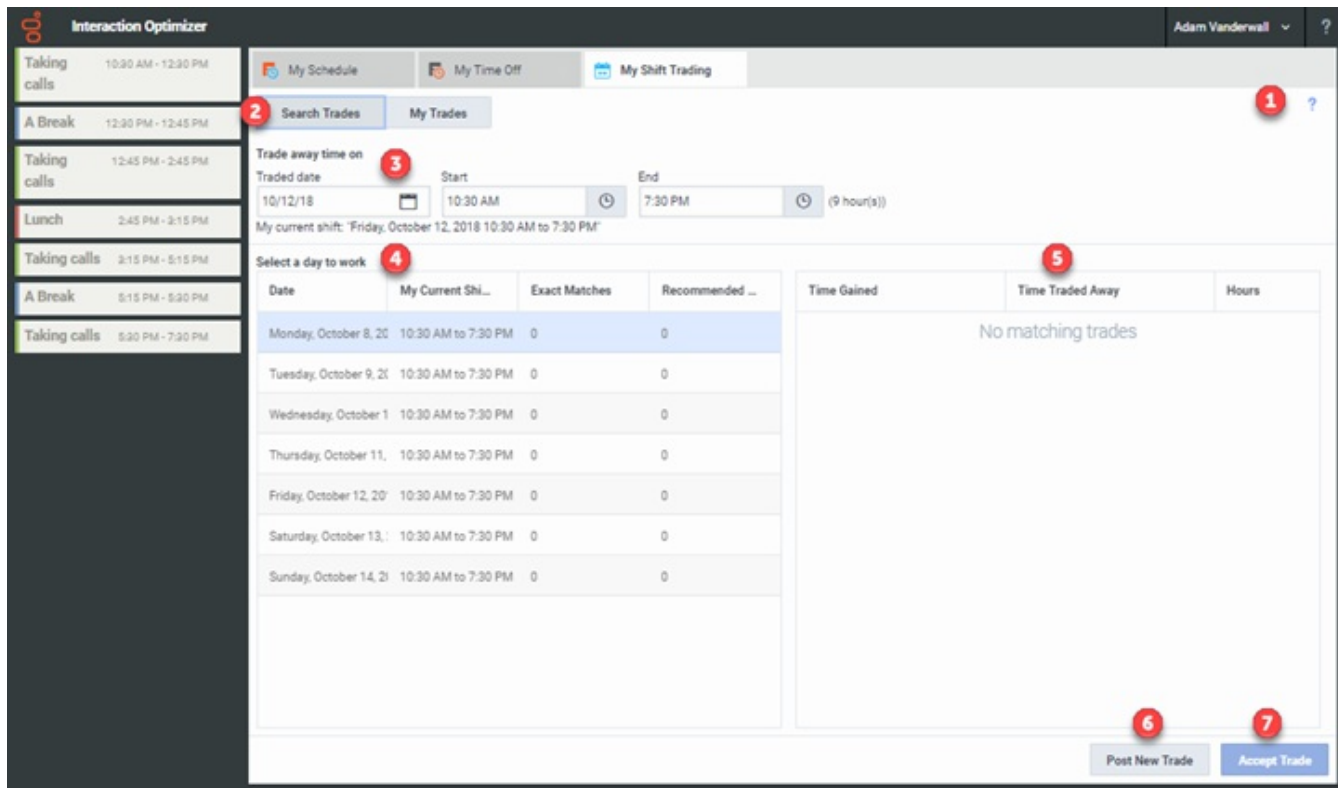 Interaction Optimizer
Adam Vanderwall
?
Taking calls 10:30 AM - 12:30 PM
A Break 12:30 PM - 12:45 PM
Taking calls 12:45 PM - 2:45 PM
Lunch 2:45 PM - 3:15 PM
Taking calls 3:15 PM - 5:15 PM
A Break 5:15 PM - 5:30 PM
Taking calls 5:30 PM - 7:30 PM
My Schedule My Time Off My Shift Trading
1 ?
2 Search Trades My Trades
Trade away time on 3
Traded date Start End
10/12/18 10:30 AM 7:30 PM (9 hour(s))
My current shift: "Friday, October 12, 2018 10:30 AM to 7:30 PM"
Select a day to work 4
5
Date My Current Shi... Exact Matches Recommended ...
Monday, October 8, 20 10:30 AM to 7:30 PM 0 0
Tuesday, October 9, 20 10:30 AM to 7:30 PM 0 0
Wednesday, October 1 10:30 AM to 7:30 PM 0 0
Thursday, October 11, 10:30 AM to 7:30 PM 0 0
Friday, October 12, 20 10:30 AM to 7:30 PM 0 0
Saturday, October 13, 10:30 AM to 7:30 PM 0 0
Sunday, October 14, 2 10:30 AM to 7:30 PM 0 0
Time Gained Time Traded Away Hours
No matching trades
6 7
Post New Trade Accept Trade